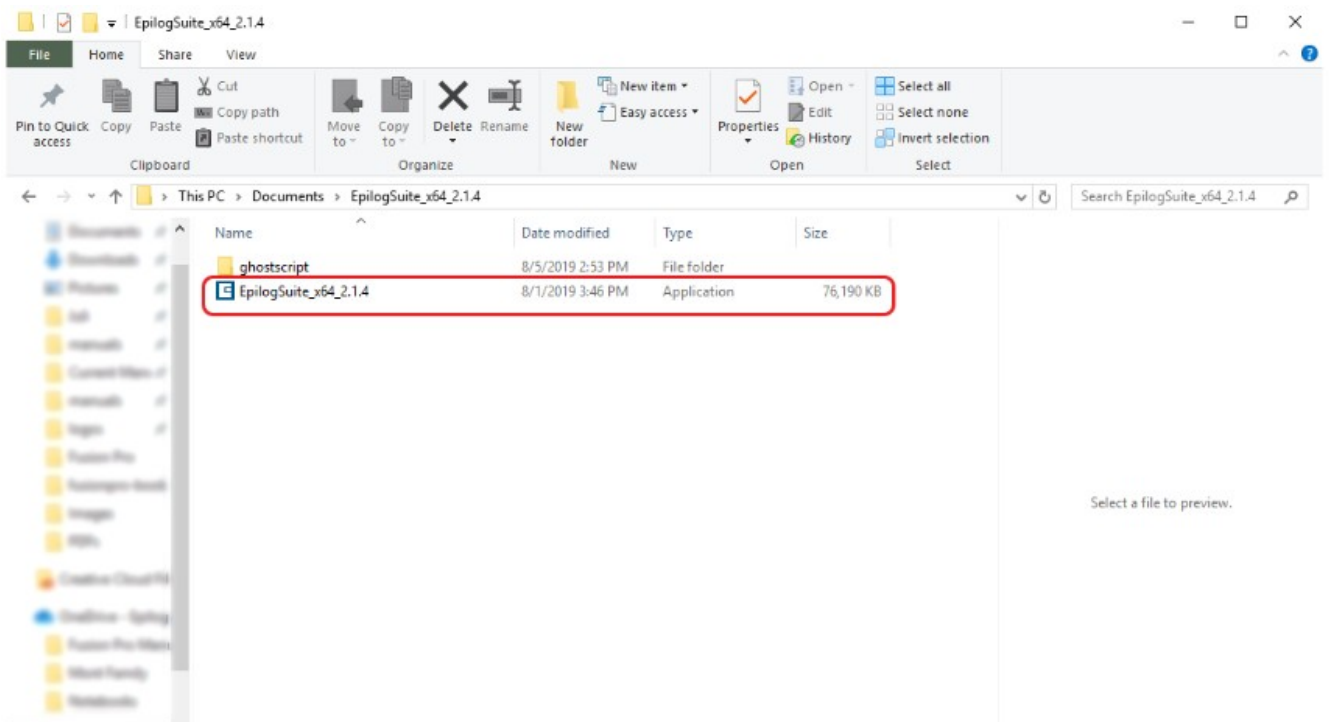 EpilogSuite_x64_2.1.4
File Home Share View
Pin to Quick access
Copy
Paste
Cut
Copy path
Paste shortcut
Clipboard
Move to
Copy to
Delete
Rename
Organize
New folder
New item
Easy access
New
Properties
Open
Edit
History
Open
Select all
Select none
Invert selection
Select
This PC > Documents > EpilogSuite_x64_2.1.4
Search EpilogSuite_x64_2.1.4
Name Date modified Type Size
ghostscript 8/5/2019 2:53 PM File folder
EpilogSuite_x64_2.1.4 8/1/2019 3:46 PM Application 76,190 KB
Select a file to preview.